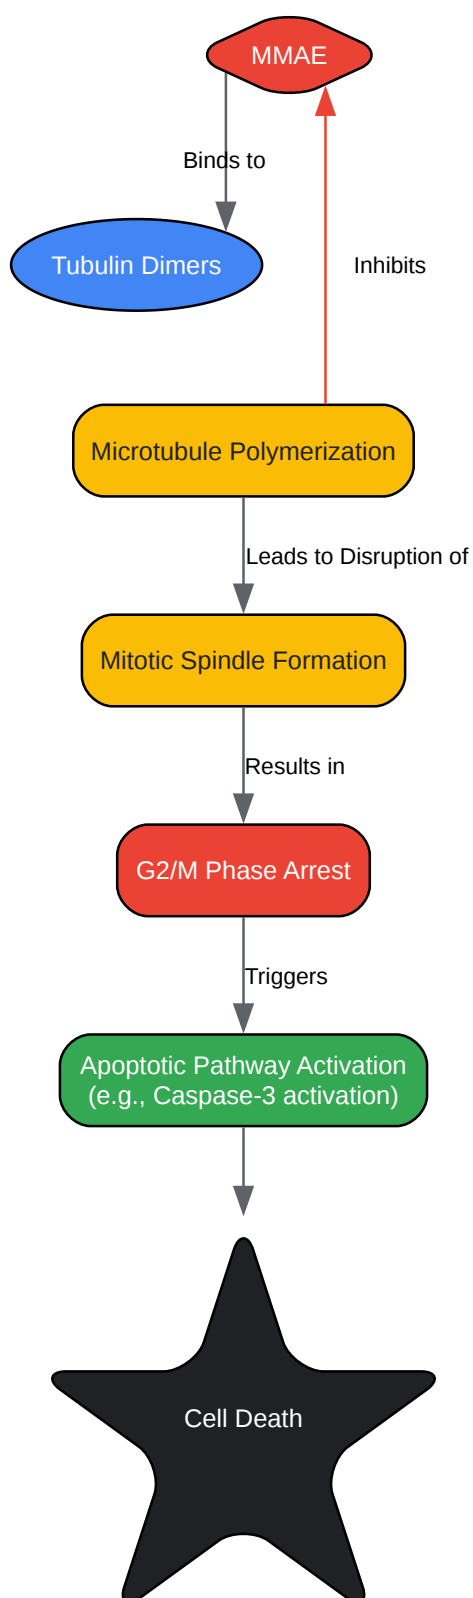 MMAE
Binds to
Tubulin Dimers
Inhibits
Microtubule Polymerization
Leads to Disruption of
Mitotic Spindle Formation
Results in
G2/M Phase Arrest
Triggers
Apoptotic Pathway Activation
(e.g., Caspase-3 activation)
Cell Death